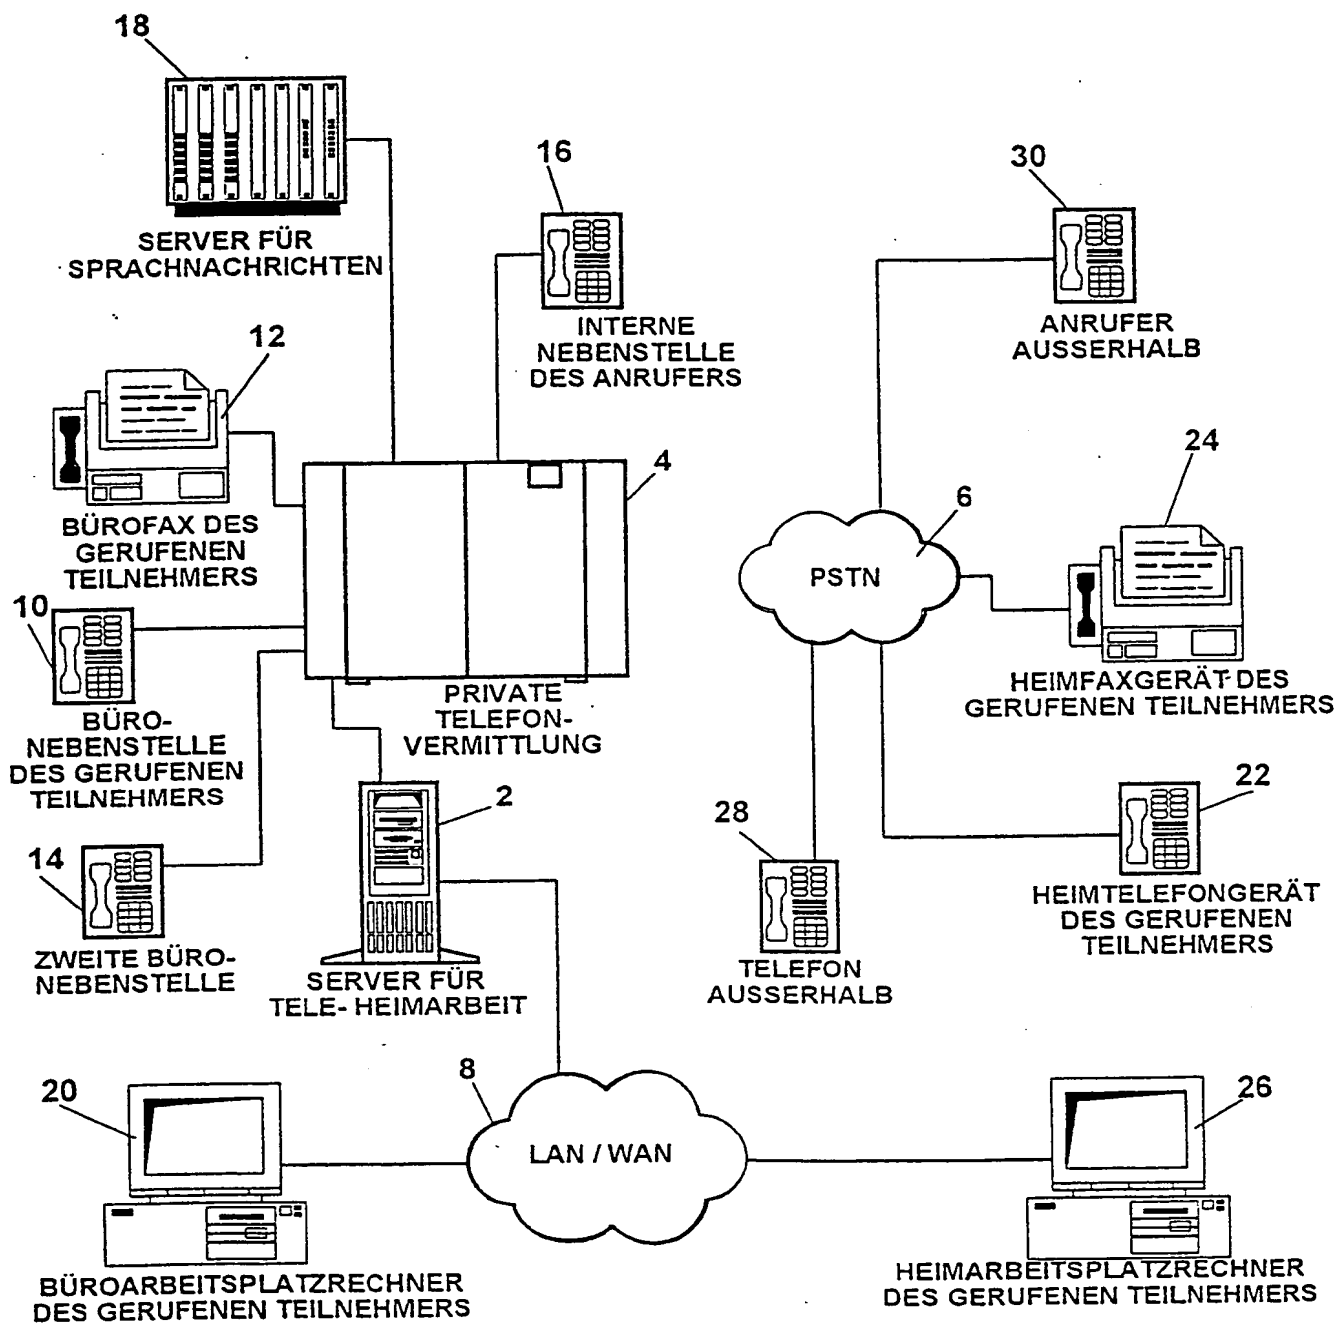 18
SERVER FÜR
SPRACHNACHRICHTEN
16
INTERNE
NEBENSTELLE
DES ANRUFERS
30
ANRUFER
AUSSERHALB
12
BÜROFAX DES
GERUFENEN
TEILNEHMERS
4
PRIVATE
TELEFON-
VERMITTLUNG
6
PSTN
24
HEIMFAXGERÄT DES
GERUFENEN TEILNEHMERS
10
BÜRO-
NEBENSTELLE
DES GERUFENEN
TEILNEHMERS
14
ZWEITE BÜRO-
NEBENSTELLE
2
SERVER FÜR
TELE- HEIMARBEIT
28
TELEFON
AUSSERHALB
22
HEIMTELEFONGERÄT
DES GERUFENEN
TEILNEHMERS
20
BÜROARBEITSPLATZRECHNER
DES GERUFENEN TEILNEHMERS
8
LAN / WAN
26
HEIMARBEITSPLATZRECHNER
DES GERUFENEN TEILNEHMERS